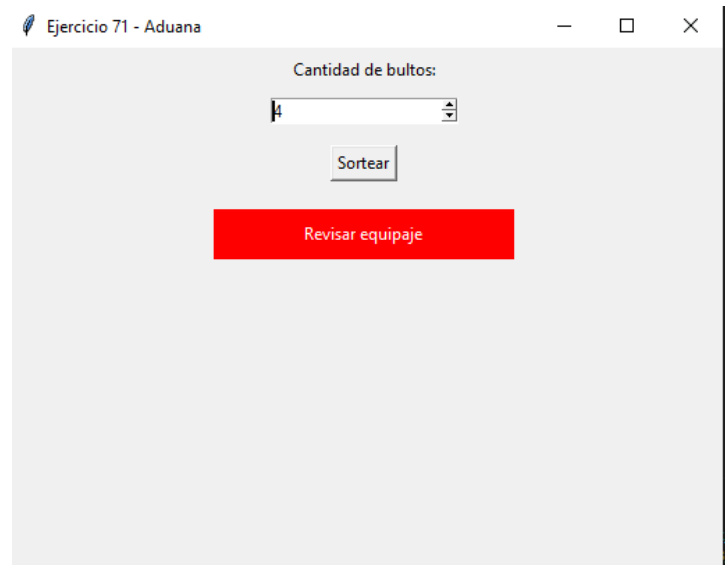 Ejercicio 71 - Aduana
Cantidad de bultos:
4
Sortear
Revisar equipaje